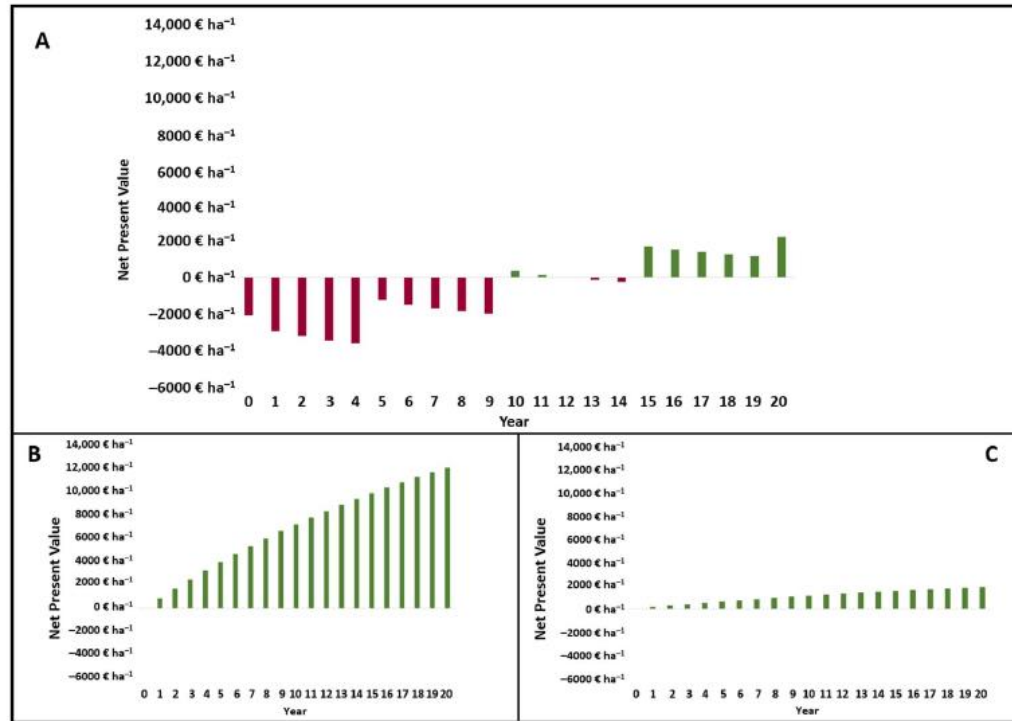 A
14,000 € ha⁻¹
12,000 € ha⁻¹
10,000 € ha⁻¹
8000 € ha⁻¹
6000 € ha⁻¹
4000 € ha⁻¹
2000 € ha⁻¹
0 € ha⁻¹
−2000 € ha⁻¹
−4000 € ha⁻¹
−6000 € ha⁻¹
Net Present Value
0 1 2 3 4 5 6 7 8 9 10 11 12 13 14 15 16 17 18 19 20
Year
B
14,000 € ha⁻¹
12,000 € ha⁻¹
10,000 € ha⁻¹
8000 € ha⁻¹
6000 € ha⁻¹
4000 € ha⁻¹
2000 € ha⁻¹
0 € ha⁻¹
−2000 € ha⁻¹
−4000 € ha⁻¹
−6000 € ha⁻¹
Net Present Value
0 1 2 3 4 5 6 7 8 9 10 11 12 13 14 15 16 17 18 19 20
Year
C
14,000 € ha⁻¹
12,000 € ha⁻¹
10,000 € ha⁻¹
8000 € ha⁻¹
6000 € ha⁻¹
4000 € ha⁻¹
2000 € ha⁻¹
0 € ha⁻¹
−2000 € ha⁻¹
−4000 € ha⁻¹
−6000 € ha⁻¹
Net Present Value
0 1 2 3 4 5 6 7 8 9 10 11 12 13 14 15 16 17 18 19 20
Year